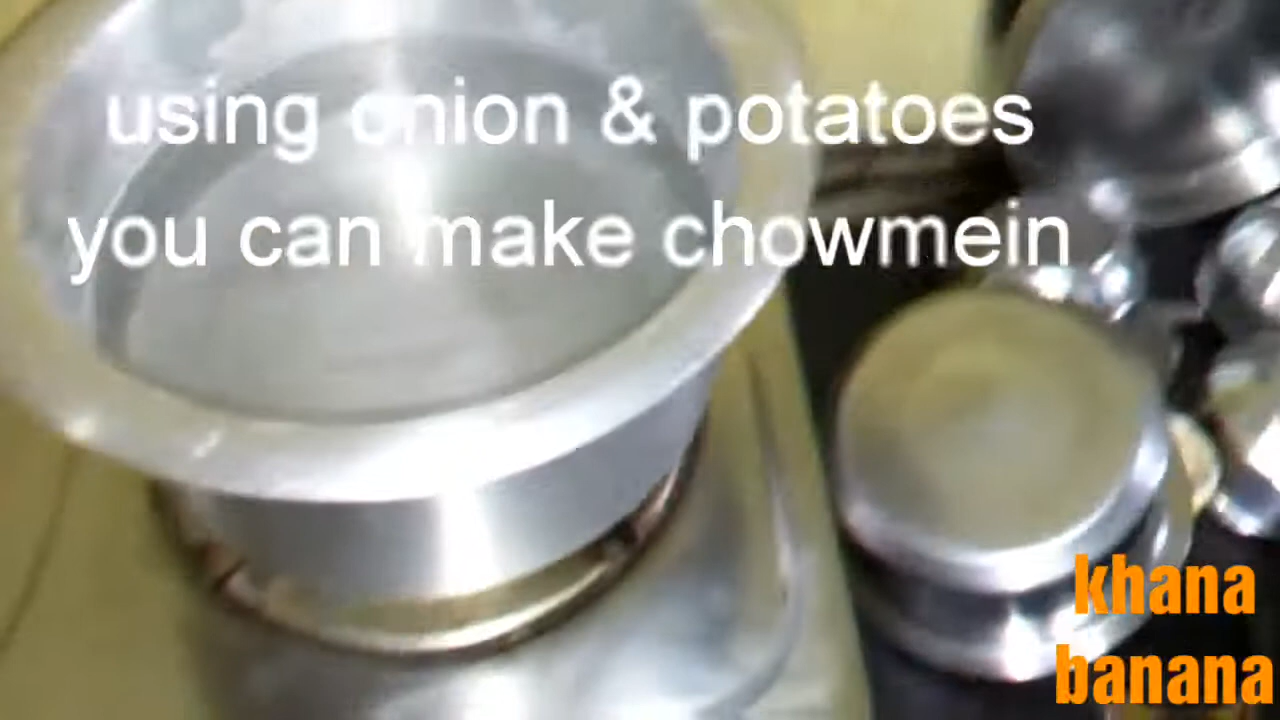 using onion & potatoes
you can make chowmein
khana
banana